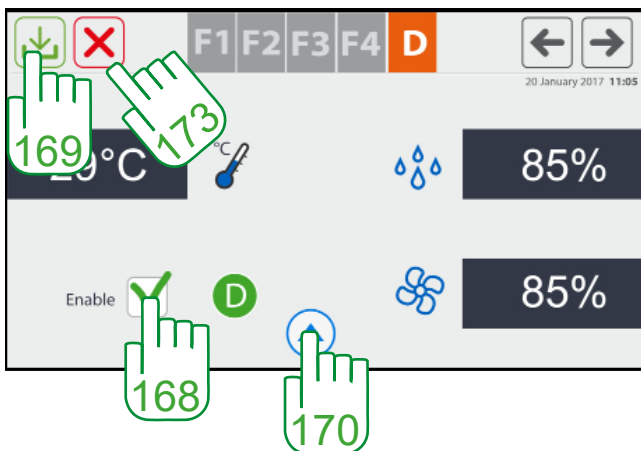 F1 F2 F3 F4 D
20 January 2017 11:05
169
173
°C
°C
85%
Enable
D
85%
168
170